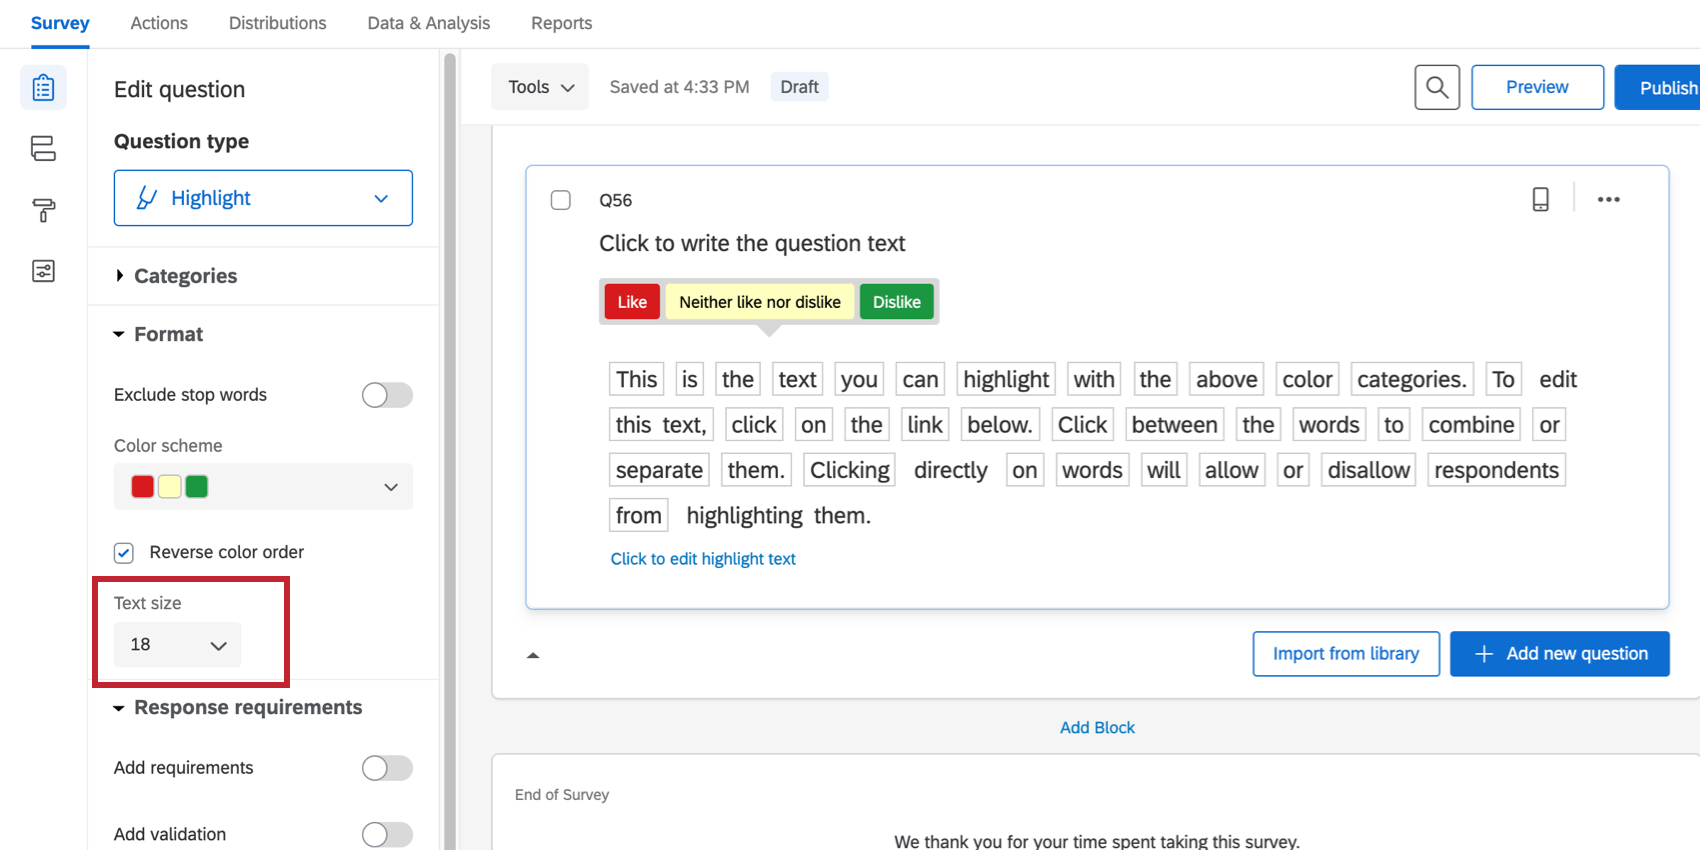 Survey Actions Distributions Data & Analysis Reports
Edit question
Question type
Highlight
Categories
Format
Exclude stop words
Color scheme
Reverse color order
Text size
18
Response requirements
Add requirements
Add validation
Tools Saved at 4:33 PM Draft Preview Publish
Q56
Click to write the question text
Like Neither like nor dislike Dislike
This is the text you can highlight with the above color categories. To edit
this text, click on the link below. Click between the words to combine or
separate them. Clicking directly on words will allow or disallow respondents
from highlighting them.
Click to edit highlight text
Import from library + Add new question
Add Block
End of Survey
We thank you for your time spent taking this survey.